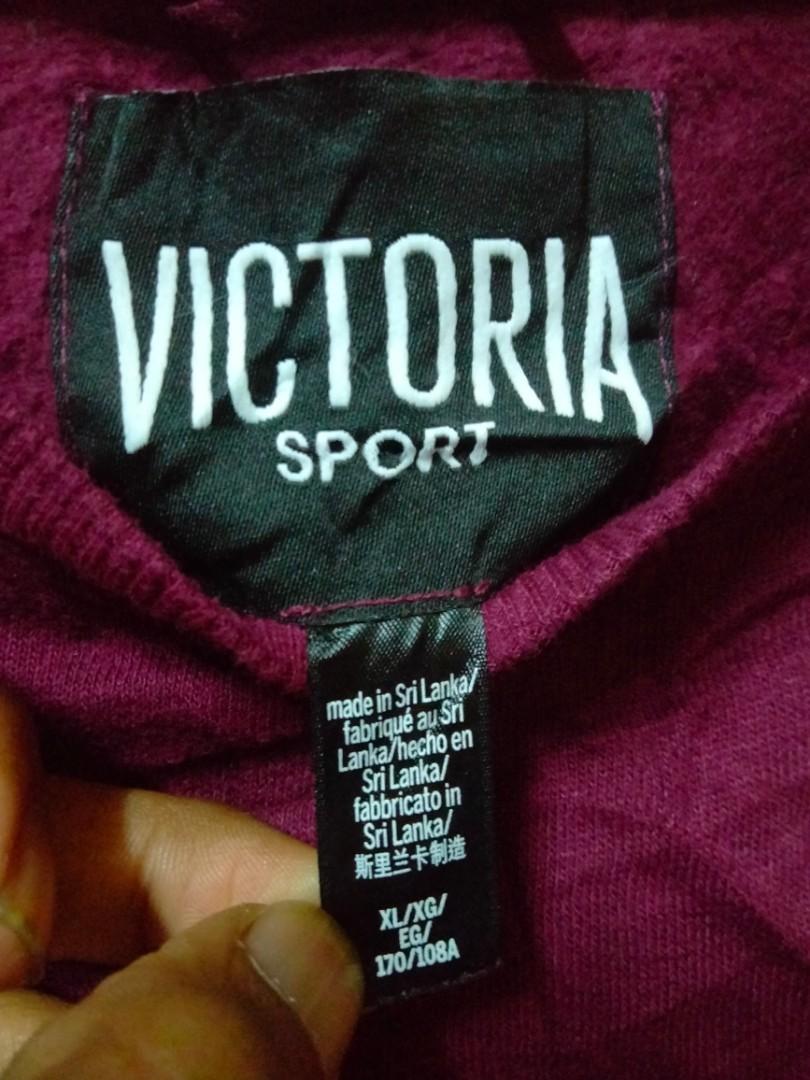 VICTORIA
SPORT
made in Sri Lanka/
fabriqué au Sri
Lanka/hecho en
Sri Lanka/
fabbricato in
Sri Lanka/
斯里兰卡制造
XL/XG/
EG/
170/108A